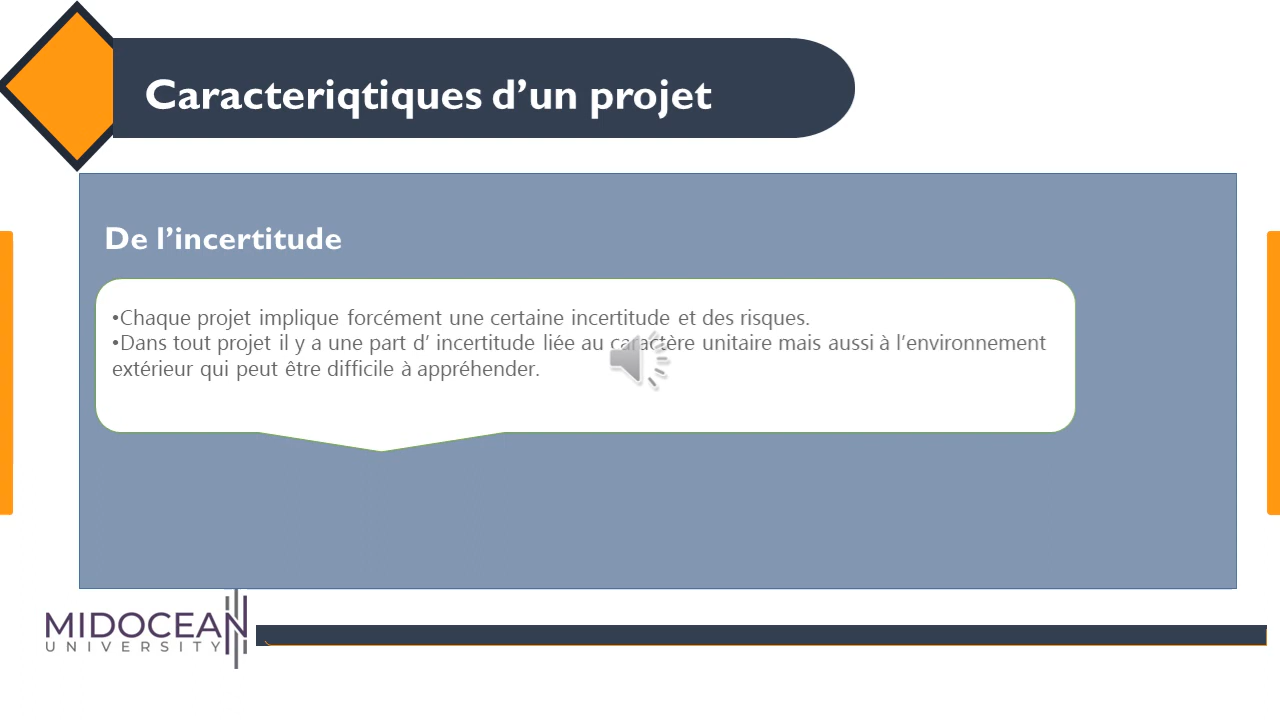 Caracteriqtiques d’un projet
De l’incertitude
•Chaque projet implique forcément une certaine incertitude et des risques.
•Dans tout projet il y a une part d’ incertitude liée au caractère unitaire mais aussi à l’environnement
extérieur qui peut être difficile à appréhender.
MIDOCEAN
UNIVERSITY